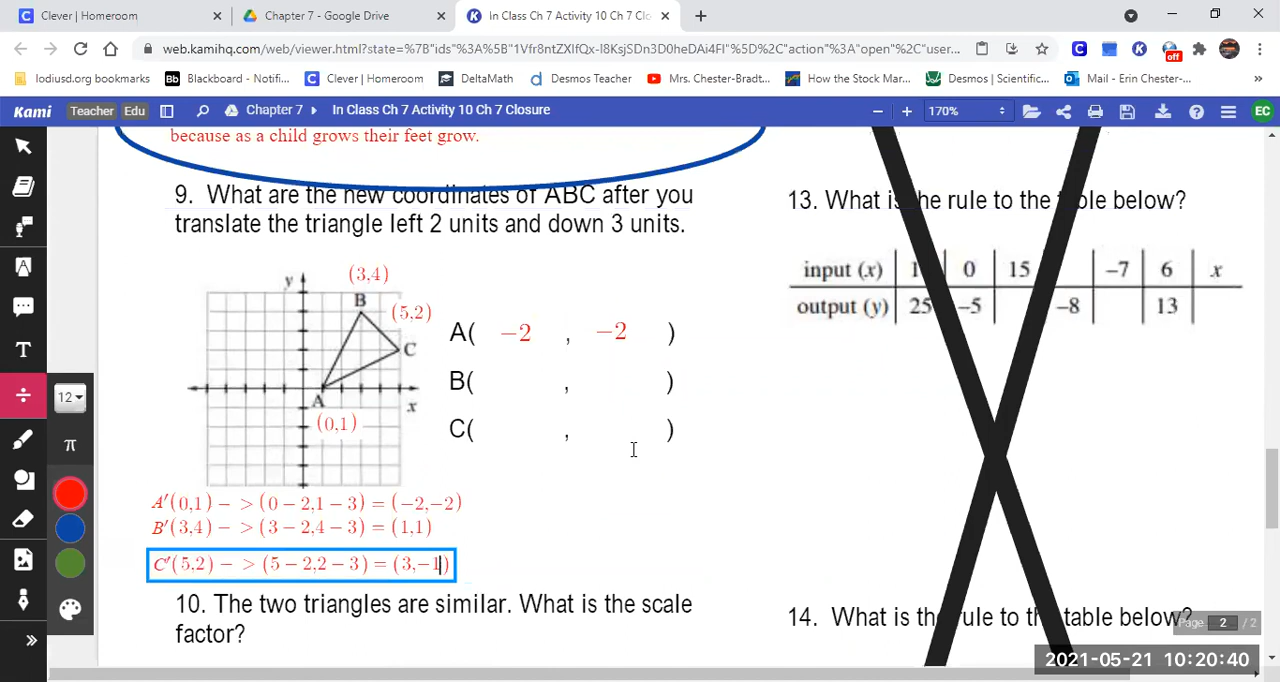 Clever | Homeroom
Chapter 7 - Google Drive
In Class Ch 7 Activity 10 Ch 7 Clo
web.kamihq.com/web/viewer.html?state=%7B"ids"%3A%5B"1Vfr8ntZXIfQx-I8KsjSDn3D0heDAi4FI"%5D%2C"action"%3A"open"%2C"user...
lodiusd.org bookmarks
Blackboard - Notifi...
Clever | Homeroom
DeltaMath
Desmos Teacher
Mrs. Chester-Bradt...
How the Stock Mar...
Desmos | Scientific...
Mail - Erin Chester-...
off
Kami
Teacher
Edu
Chapter 7
In Class Ch 7 Activity 10 Ch 7 Closure
170%
EC
because as a child grows their feet grow.
9. What are the new coordinates of ABC after you
translate the triangle left 2 units and down 3 units.
y
(3,4)
B
(5,2)
C
A
x
(0,1)
A( −2 , −2 )
B( , )
C( , )
A′(0,1)− > (0 − 2,1 − 3) = (−2,−2)
B′(3,4)− > (3 − 2,4 − 3) = (1,1)
C′(5,2)− > (5 − 2,2 − 3) = (3,−1)
10. The two triangles are similar. What is the scale
factor?
13. What is the rule to the table below?
input (x) 0 15 −7 6 x
output (y) 25 −5 −8 13
14. What is the rule to the table below?
12
π
T
Page 2 / 2
2021-05-21 10:20:40